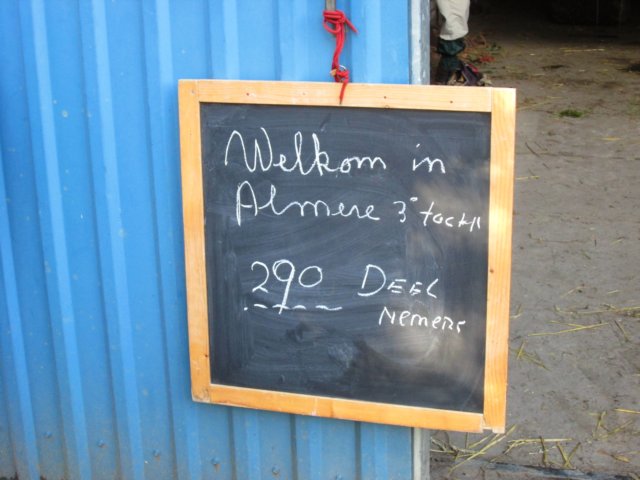 Welkom in
Almere 3e tocht
290 DEEL
NEMERS